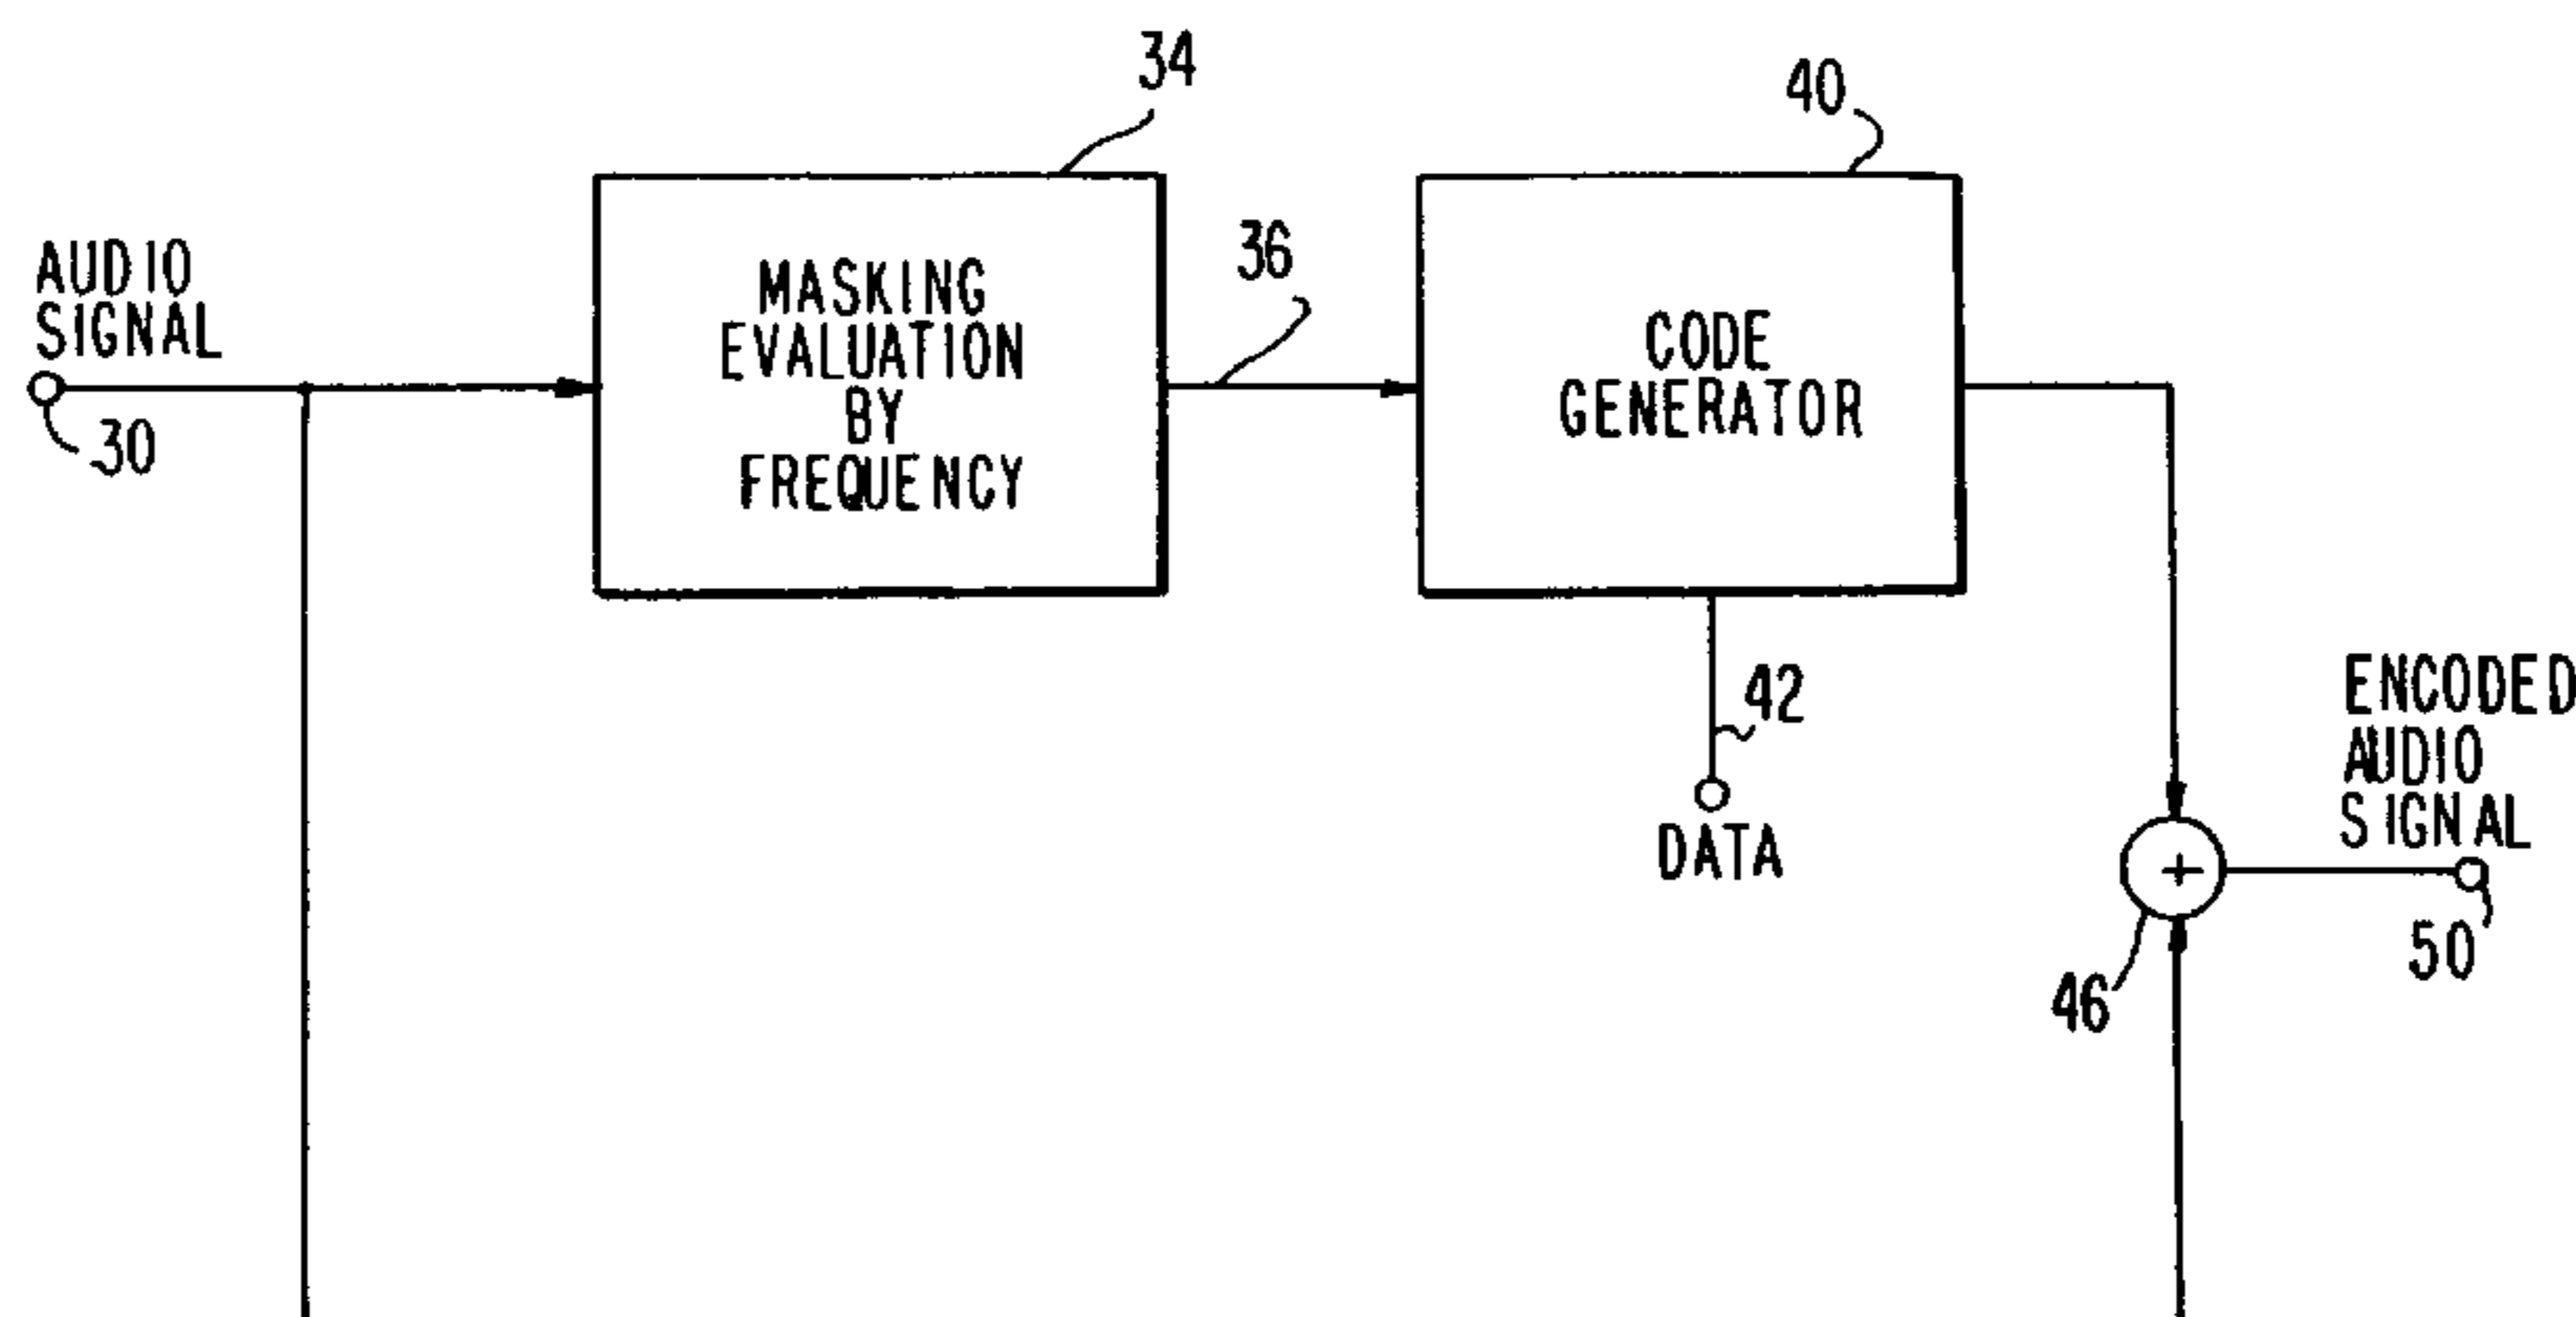 34
40
AUDIO
SIGNAL
30
MASKING
EVALUATION
BY
FREQUENCY
36
CODE
GENERATOR
42
DATA
ENCODED
AUDIO
SIGNAL
+
46
50